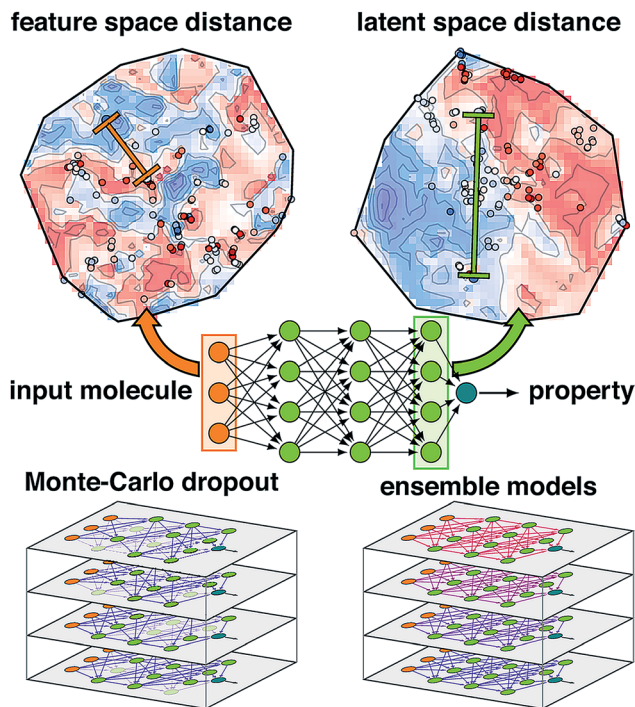 feature space distance
latent space distance
input molecule
property
Monte-Carlo dropout
ensemble models